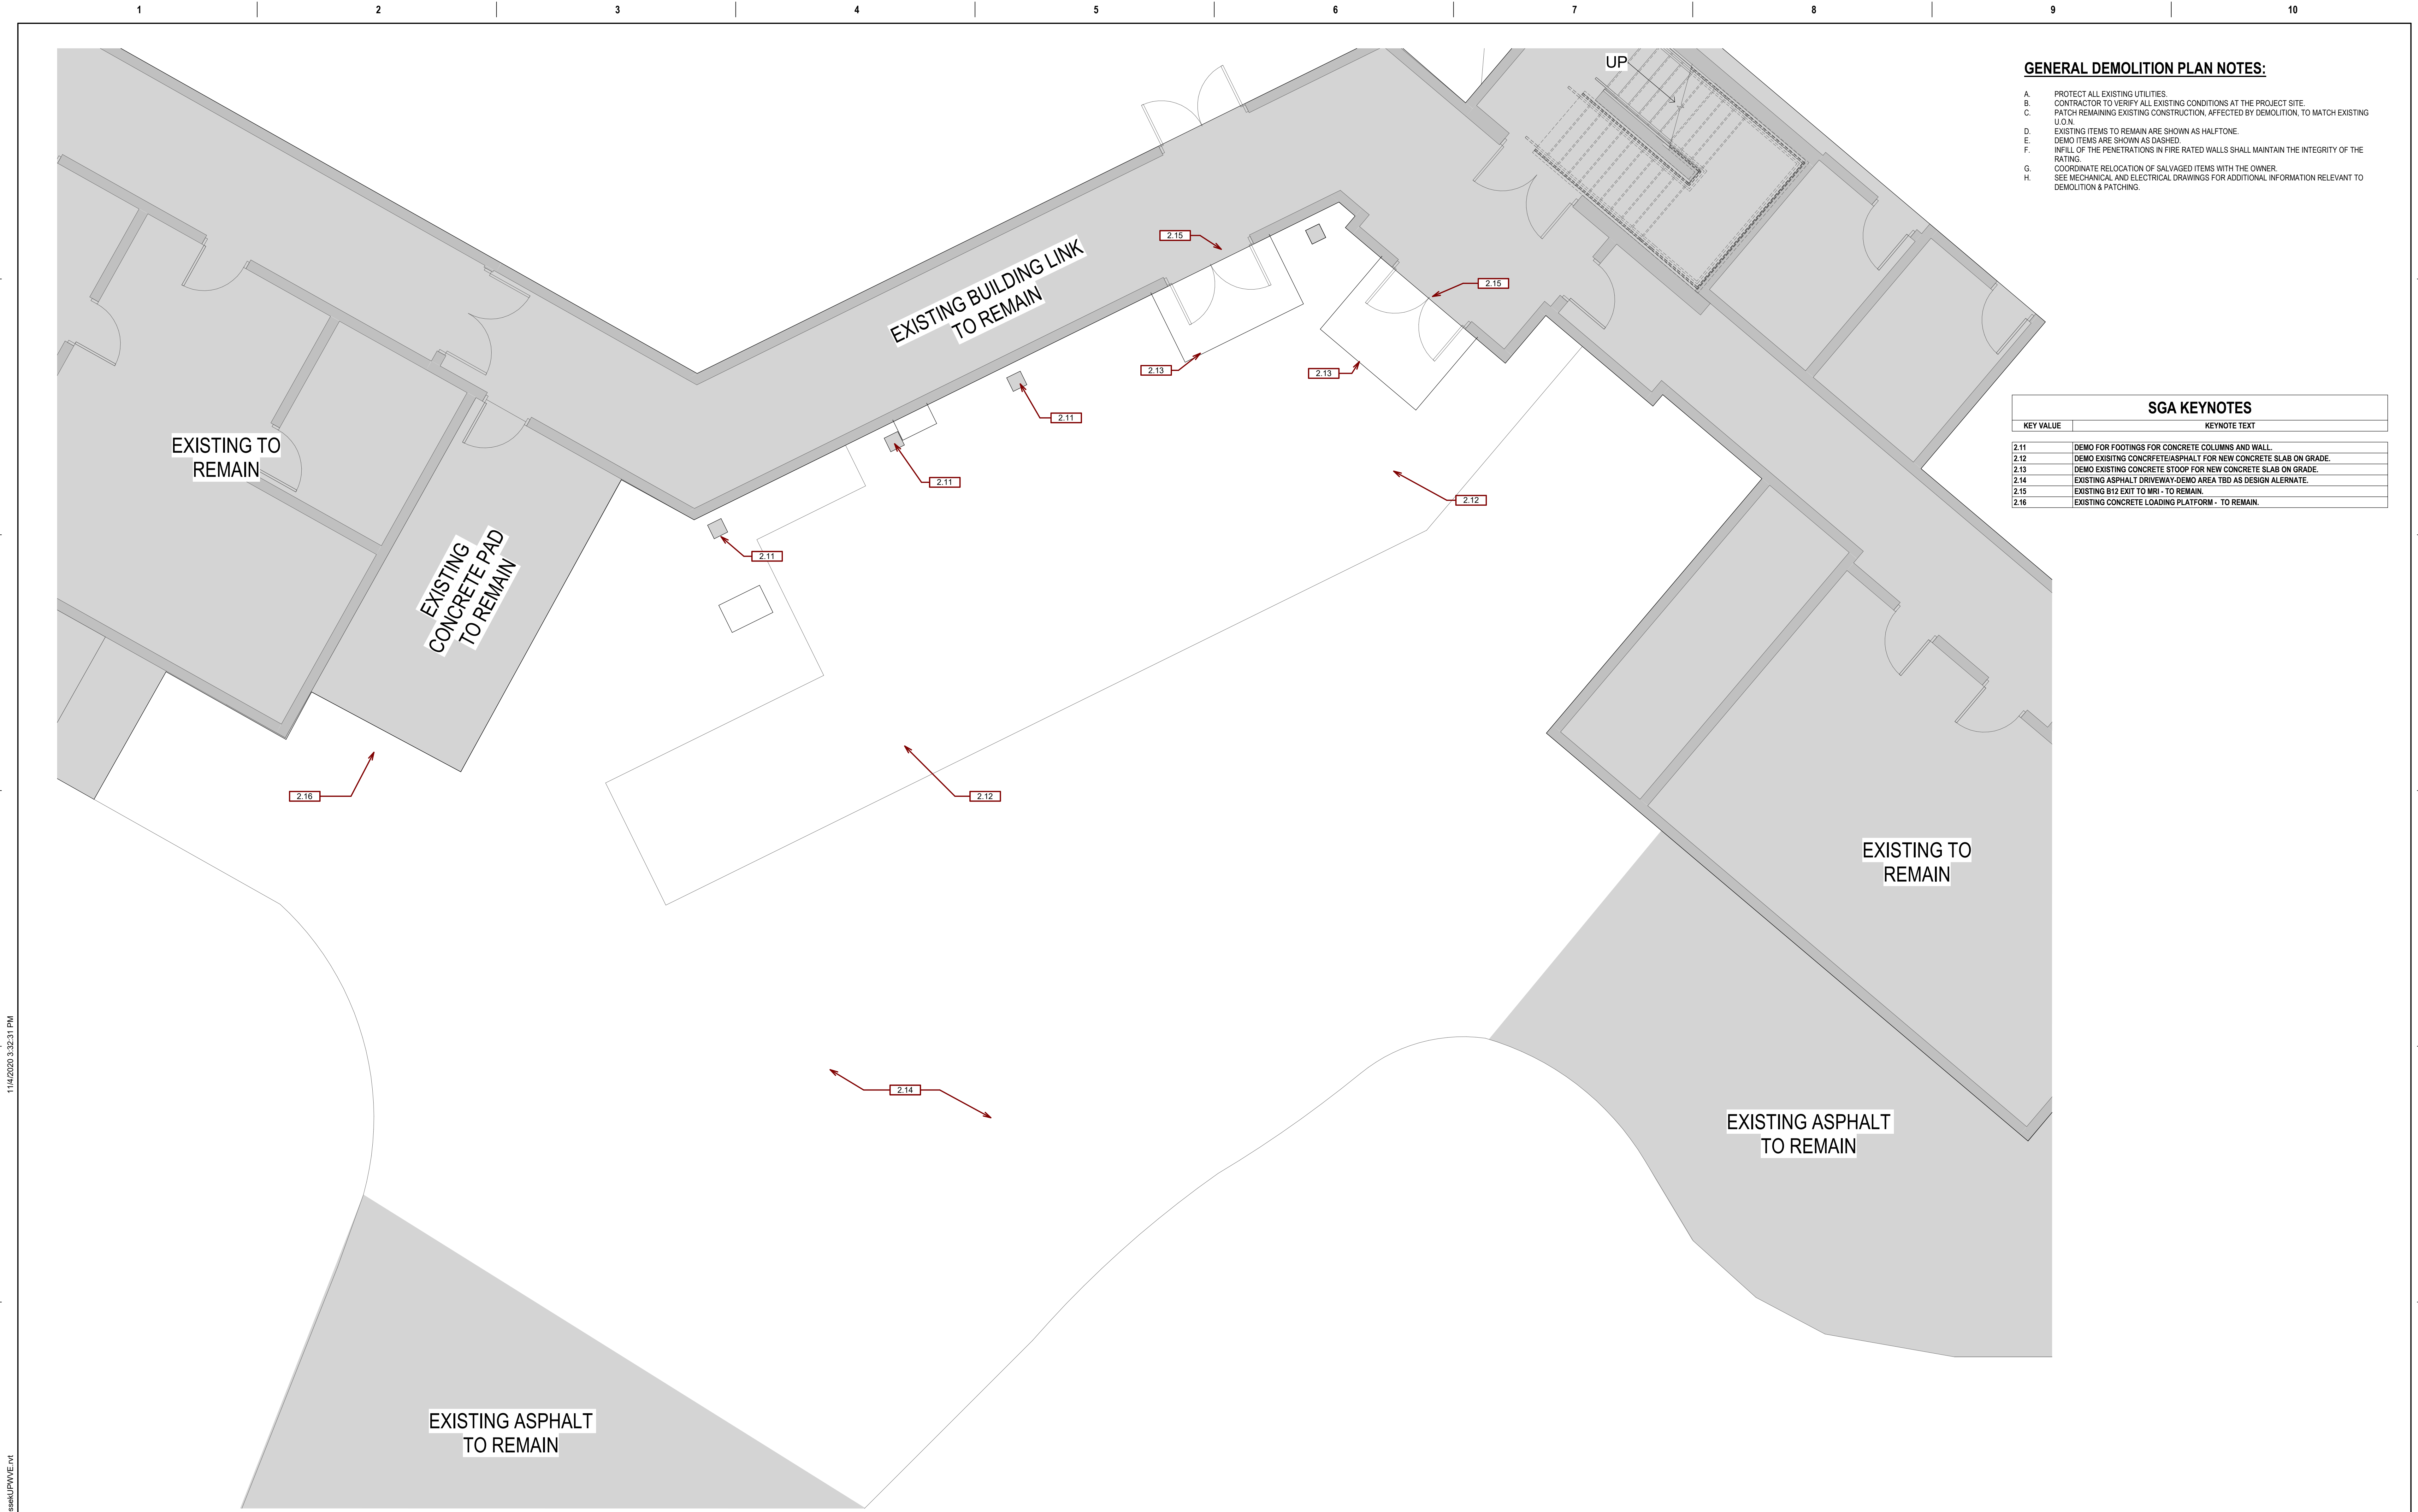 1 2 3 4 5 6 7 8 9 10
UP
GENERAL DEMOLITION PLAN NOTES:
A. PROTECT ALL EXISTING UTILITIES.
B. CONTRACTOR TO VERIFY ALL EXISTING CONDITIONS AT THE PROJECT SITE.
C. PATCH REMAINING EXISTING CONSTRUCTION, AFFECTED BY DEMOLITION, TO MATCH EXISTING
U.O.N.
D. EXISTING ITEMS TO REMAIN ARE SHOWN AS HALFTONE.
E. DEMO ITEMS ARE SHOWN AS DASHED.
F. INFILL OF THE PENETRATIONS IN FIRE RATED WALLS SHALL MAINTAIN THE INTEGRITY OF THE
RATING.
G. COORDINATE RELOCATION OF SALVAGED ITEMS WITH THE OWNER.
H. SEE MECHANICAL AND ELECTRICAL DRAWINGS FOR ADDITIONAL INFORMATION RELEVANT TO
DEMOLITION & PATCHING.
2.15
2.15
EXISTING BUILDING LINK
TO REMAIN
2.13
2.13
2.11
2.11
2.11
2.12
SGA KEYNOTES
KEY VALUE KEYNOTE TEXT
2.11 DEMO FOR FOOTINGS FOR CONCRETE COLUMNS AND WALL.
2.12 DEMO EXISITNG CONCRFETE/ASPHALT FOR NEW CONCRETE SLAB ON GRADE.
2.13 DEMO EXISTING CONCRETE STOOP FOR NEW CONCRETE SLAB ON GRADE.
2.14 EXISTING ASPHALT DRIVEWAY-DEMO AREA TBD AS DESIGN ALERNATE.
2.15 EXISTING B12 EXIT TO MRI - TO REMAIN.
2.16 EXISTING CONCRETE LOADING PLATFORM - TO REMAIN.
EXISTING TO
REMAIN
EXISTING
CONCRETE PAD
TO REMAIN
2.16
2.12
EXISTING TO
REMAIN
2.14
EXISTING ASPHALT
TO REMAIN
EXISTING ASPHALT
TO REMAIN
11/4/2020 3:32:31 PM
ssekUPWVE.rvt